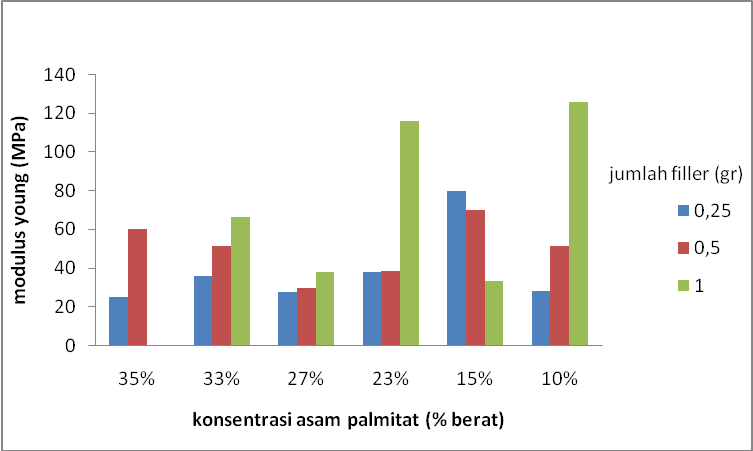 140
120
100
80
60
40
20
0
modulus young (MPa)
35% 33% 27% 23% 15% 10%
konsentrasi asam palmitat (% berat)
jumlah filler (gr)
0,25
0,5
1